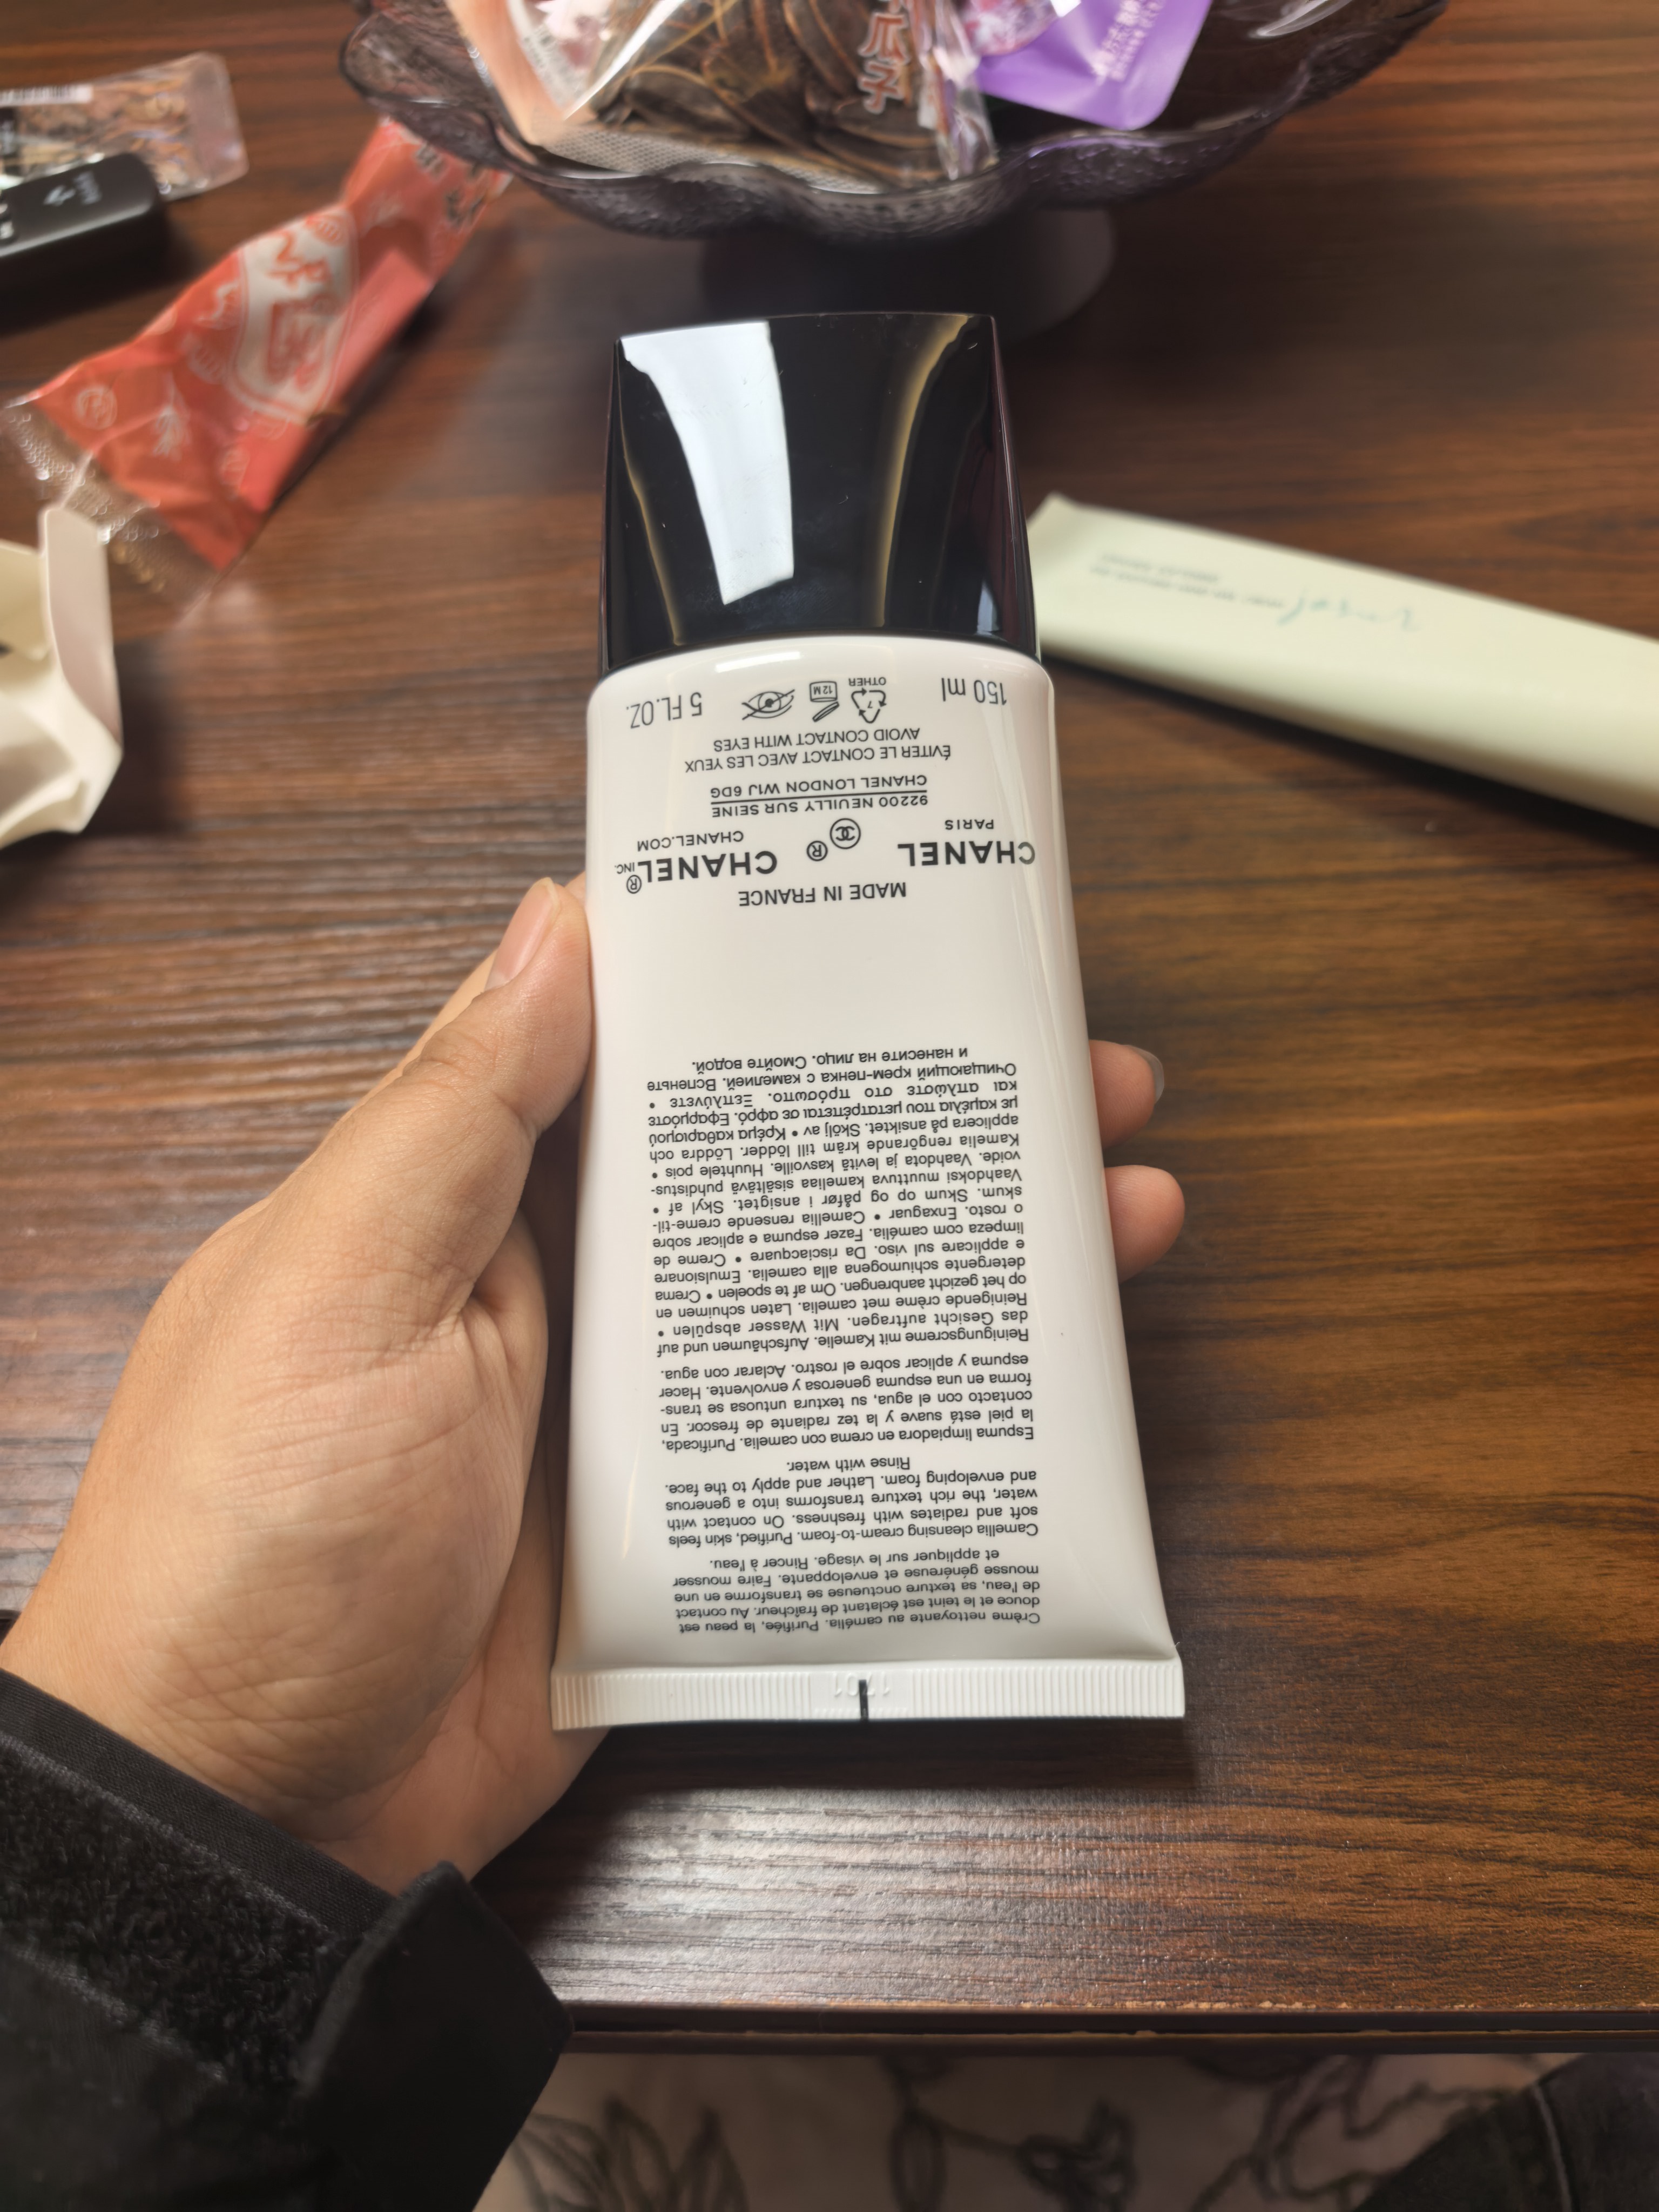 Crème nettoyante au camélia. Purifiée, la peau est
douce et le teint est éclatant de fraîcheur. Au contact
de l'eau, sa texture onctueuse se transforme en une
mousse généreuse et enveloppante. Faire mousser
et appliquer sur le visage. Rincer à l'eau.
Camellia cleansing cream-to-foam. Purified, skin feels
soft and radiates with freshness. On contact with
water, the rich texture transforms into a generous
and enveloping foam. Lather and apply to the face.
Rinse with water.
Espuma limpiadora en crema con camelia. Purificada,
la piel está suave y la tez radiante de frescor. En
contacto con el agua, su textura untuosa se trans-
forma en una espuma generosa y envolvente. Hacer
espuma y aplicar sobre el rostro. Aclarar con agua.
Reinigungscreme mit Kamelie. Aufschäumen und auf
das Gesicht auftragen. Mit Wasser abspülen •
Reinigende crème met camelia. Laten schuimen en
op het gezicht aanbrengen. Om af te spoelen • Crema
detergente schiumogena alla camelia. Emulsionare
e applicare sul viso. Da risciacquare • Creme de
limpeza com camélia. Fazer espuma e aplicar sobre
o rosto. Enxaguar • Camellia rensende creme-til-
skum. Skum op og påfør i ansigtet. Skyl af •
Vaahdoksi muuttuva kameliaa sisältävä puhdistus-
voide. Vaahdota ja levitä kasvoille. Huuhtele pois •
Kamelia rengörande kräm till lödder. Löddra och
applicera på ansiktet. Skölj av • Κρέμα καθαρισμού
με καμέλια που μετατρέπεται σε αφρό. Εφαρμόστε
και απλώστε στο πρόσωπο. Ξεπλύνετε •
Очищающий крем-пенка с камелией. Вспеньте
и нанесите на лицо. Смойте водой.
MADE IN FRANCE
CHANEL ® CHANEL® INC.
PARIS CHANEL.COM
92200 NEUILLY SUR SEINE
CHANEL LONDON W1J 6DG
ÉVITER LE CONTACT AVEC LES YEUX
AVOID CONTACT WITH EYES
150 ml 7 OTHER 12M 5 FL.OZ.
瓜子